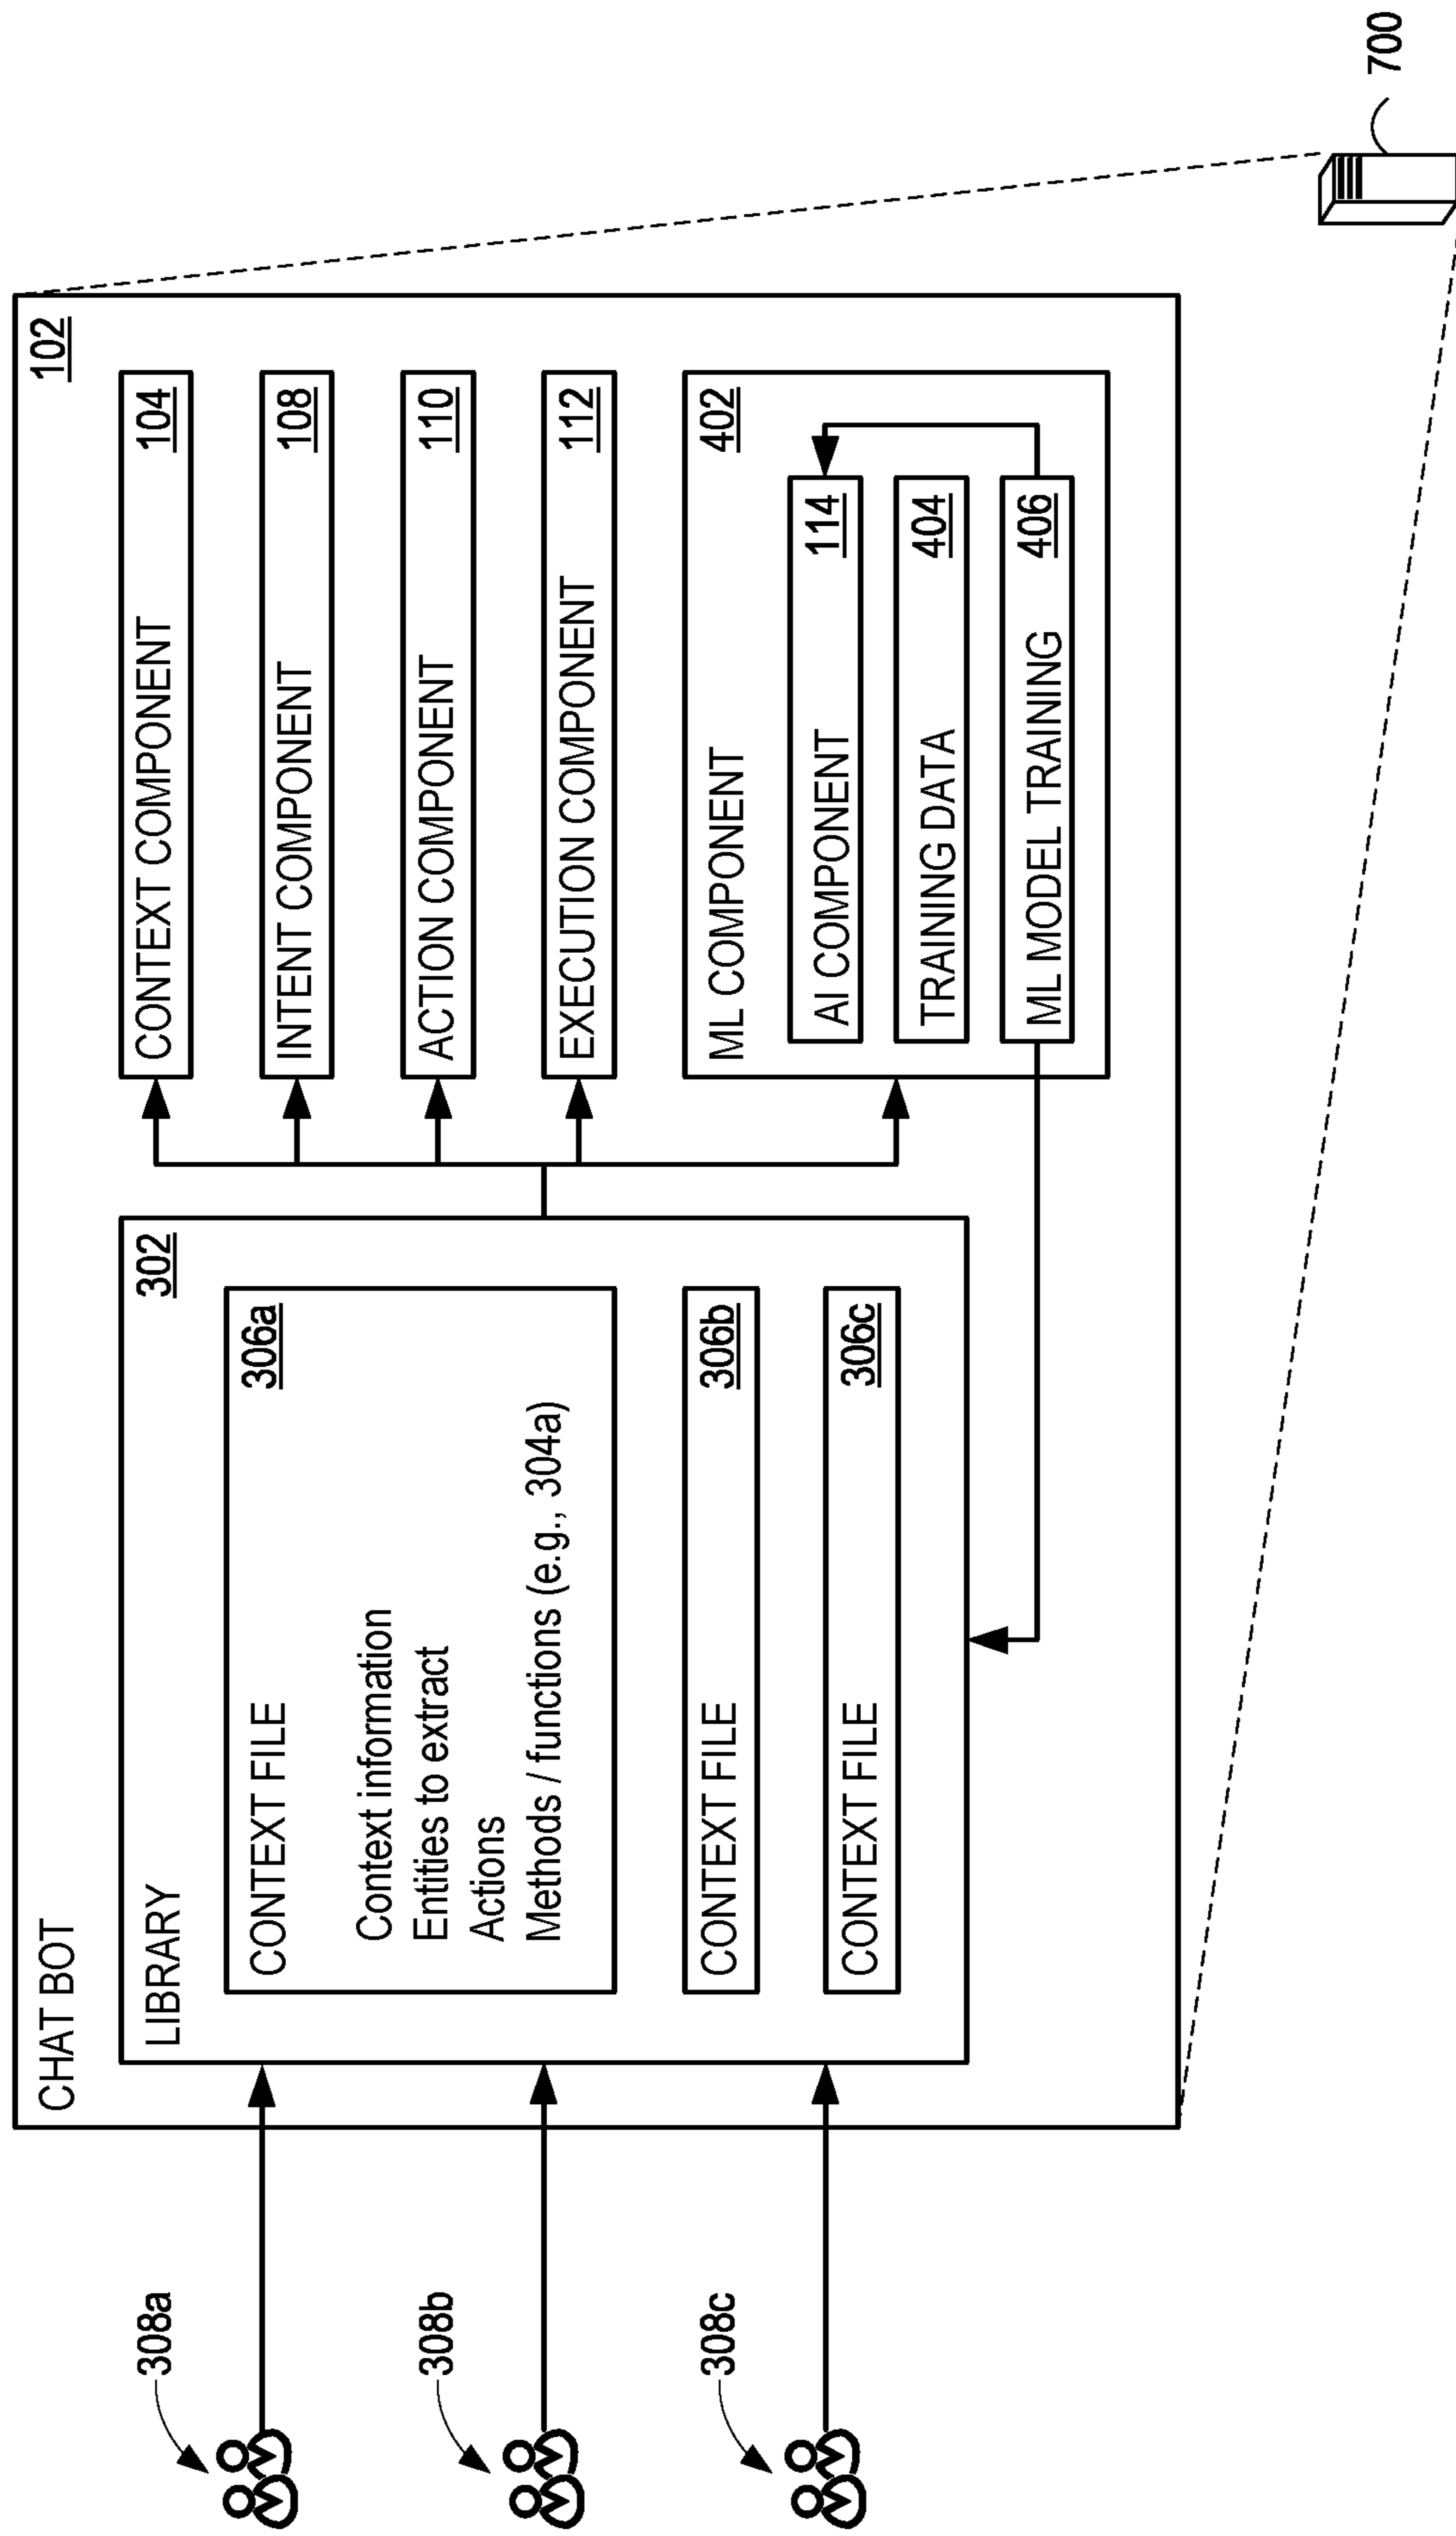 CHAT BOT 102
LIBRARY 302
CONTEXT FILE 306a
Context information
Entities to extract
Actions
Methods / functions (e.g., 304a)
CONTEXT FILE 306b
CONTEXT FILE 306c
CONTEXT COMPONENT 104
INTENT COMPONENT 108
ACTION COMPONENT 110
EXECUTION COMPONENT 112
ML COMPONENT 402
AI COMPONENT 114
TRAINING DATA 404
ML MODEL TRAINING 406
308a
308b
308c
700